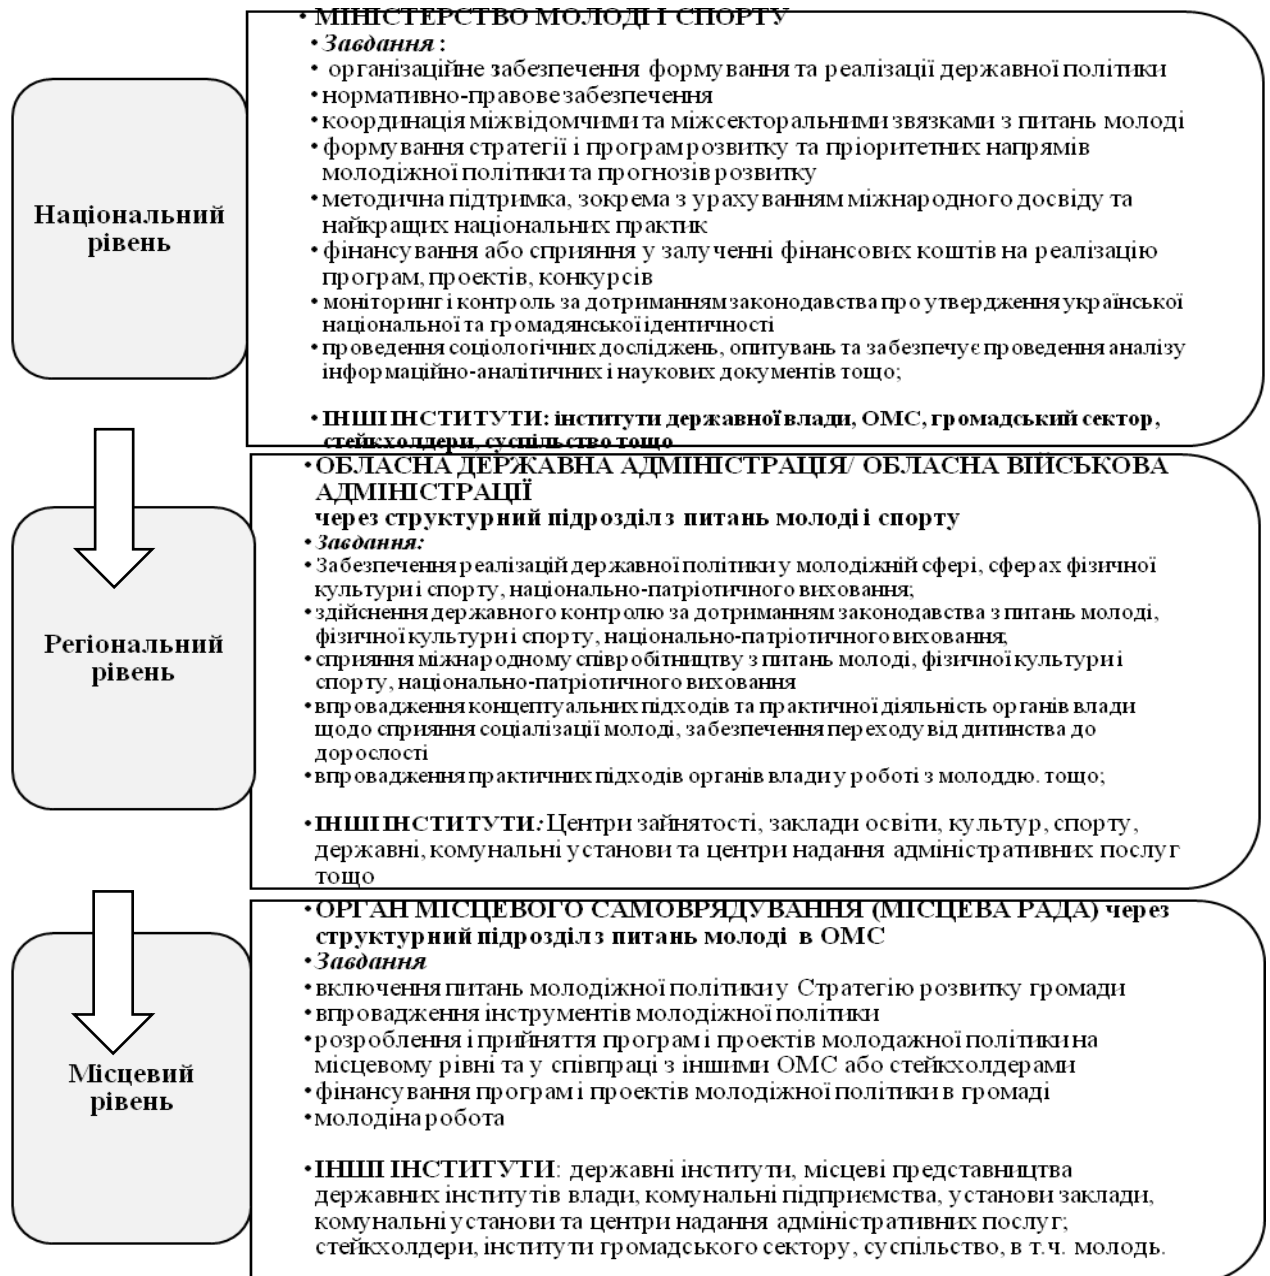 • МІНІСТЕРСТВО МОЛОДІ І СПОРТУ
• Завдання :
• організаційне забезпечення формування та реалізації державної політики
• нормативно-правове забезпечення
• координація міжвідомчими та міжсекторальними звязками з питань молоді
• формування стратегії і програм розвитку та пріоритетних напрямів
молодіжної політики та прогнозів розвитку
• методична підтримка, зокрема з урахуванням міжнародного досвіду та
найкращих національних практик
• фінансування або сприяння у залученні фінансових коштів на реалізацію
програм, проектів, конкурсів
• моніторинг і контроль за дотриманням законодавства про утвердження української
національної та громадянської ідентичності
• проведення соціологічних досліджень, опитувань та забезпечує проведення аналізу
інформаційно-аналітичних і наукових документів тощо;
• ІНШІ ІНСТИТУТИ: інститути державної влади, ОМС, громадський сектор,
стейкхолдери, суспільство тощо
Національний
рівень
• ОБЛАСНА ДЕРЖАВНА АДМІНІСТРАЦІЯ/ ОБЛАСНА ВІЙСЬКОВА
АДМІНІСТРАЦІЇ
через структурний підрозділ з питань молоді і спорту
• Завдання:
• Забезпечення реалізацій державної політики у молодіжній сфері, сферах фізичної
культури і спорту, національно-патріотичного виховання;
• здійснення державного контролю за дотриманням законодавства з питань молоді,
фізичної культури і спорту, національно-патріотичного виховання;
• сприяння міжнародному співробітництву з питань молоді, фізичної культури і
спорту, національно-патріотичного виховання
• впровадження концептуальних підходів та практичної діяльність органів влади
щодо сприяння соціалізації молоді, забезпечення переходу від дитинства до
дорослості
• впровадження практичних підходів органів влади у роботі з молоддю. тощо;
• ІНШІ ІНСТИТУТИ: Центри зайнятості, заклади освіти, культур, спорту,
державні, комунальні установи та центри надання адміністративних послуг
тощо
Регіональний
рівень
• ОРГАН МІСЦЕВОГО САМОВРЯДУВАННЯ (МІСЦЕВА РАДА) через
структурний підрозділ з питань молоді в ОМС
• Завдання
• включення питань молодіжної політики у Стратегію розвитку громади
• впровадження інструментів молодіжної політики
• розроблення і прийняття програм і проектів молодажної політики на
місцевому рівні та у співпраці з іншими ОМС або стейкхолдерами
• фінансування програм і проектів молодіжної політики в громаді
• молодіна робота
• ІНШІ ІНСТИТУТИ: державні інститути, місцеві представництва
державних інститутів влади, комунальні підприємства, установи заклади,
комунальні установи та центри надання адміністративних послуг;
стейкхолдери, інститути громадського сектору, суспільство, в т.ч. молодь.
Місцевий
рівень